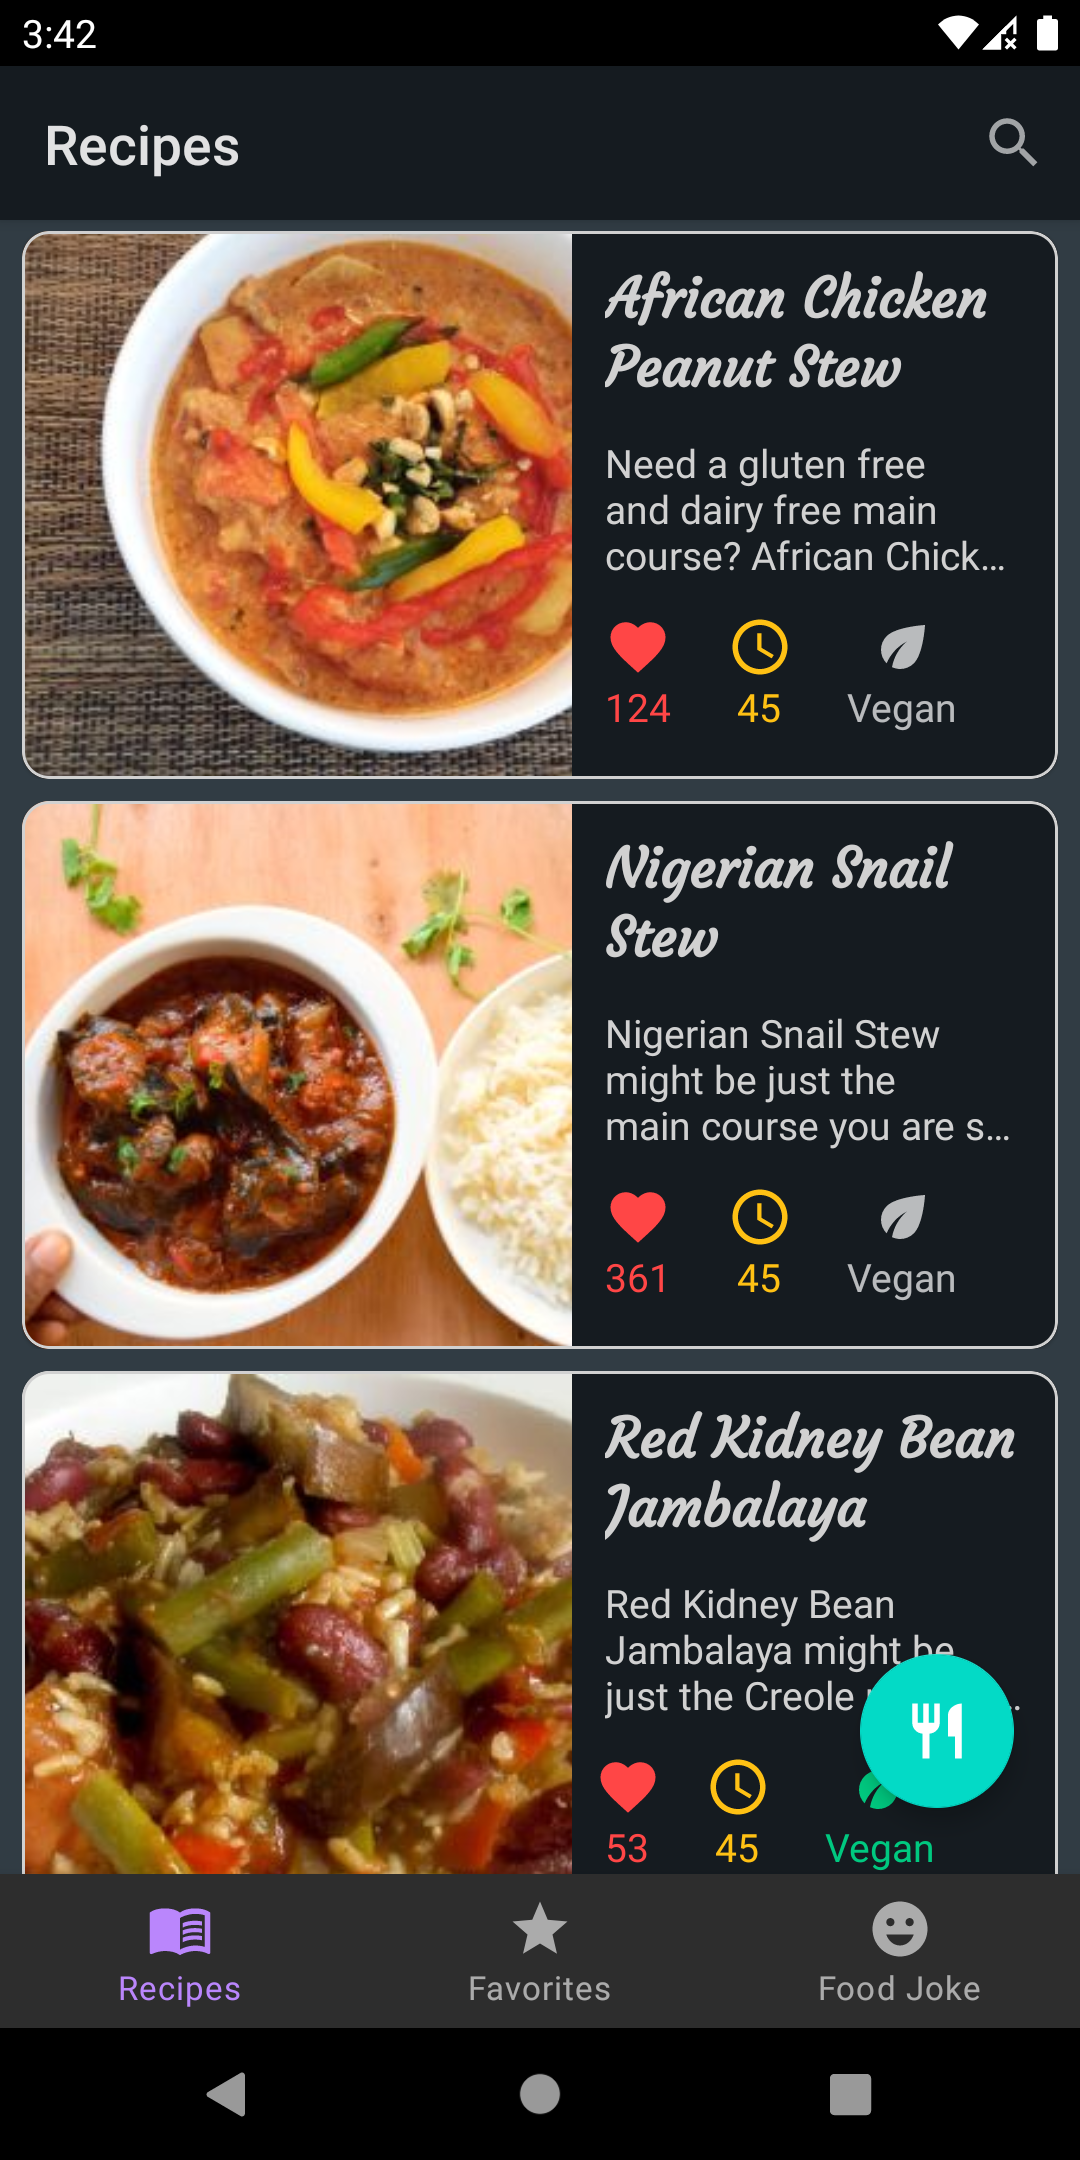 3:42
Recipes
African Chicken
Peanut Stew
Need a gluten free
and dairy free main
course? African Chick...
124
45
Vegan
Nigerian Snail
Stew
Nigerian Snail Stew
might be just the
main course you are s...
361
45
Vegan
Red Kidney Bean
Jambalaya
Red Kidney Bean
Jambalaya might be
just the Creole
53
45
Vegan
Recipes
Favorites
Food Joke